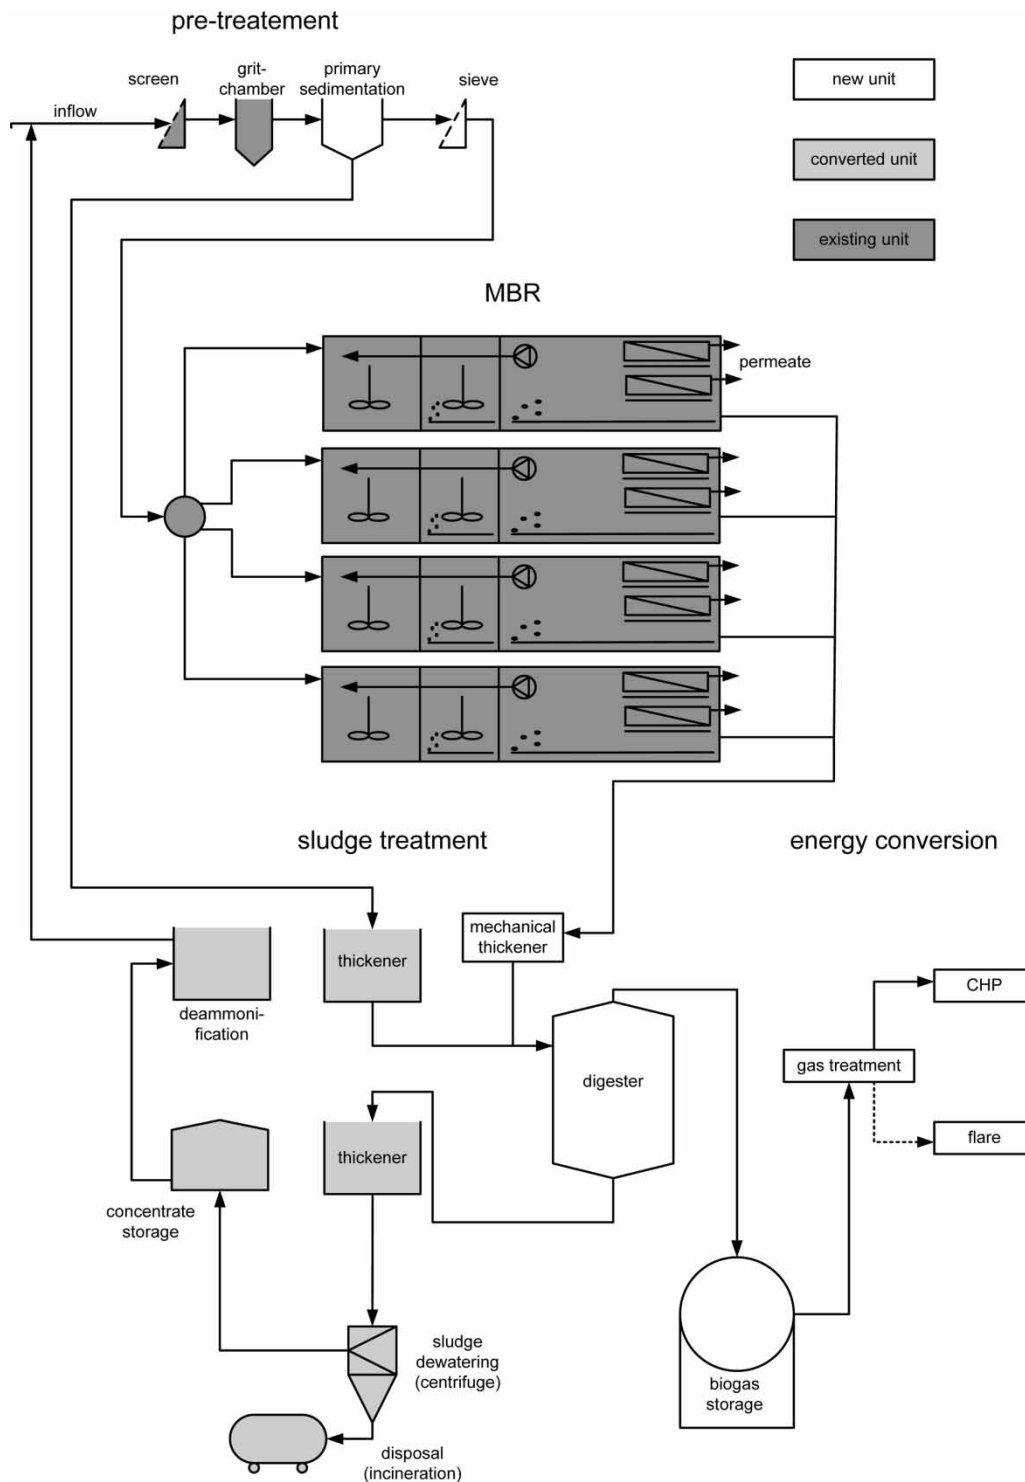 pre-treatement
screen
grit-
chamber
primary
sedimentation
sieve
inflow
new unit
converted unit
existing unit
MBR
permeate
sludge treatment
energy conversion
mechanical
thickener
thickener
deammoni-
fication
digester
CHP
gas treatment
flare
thickener
concentrate
storage
sludge
dewatering
(centrifuge)
biogas
storage
disposal
(incineration)